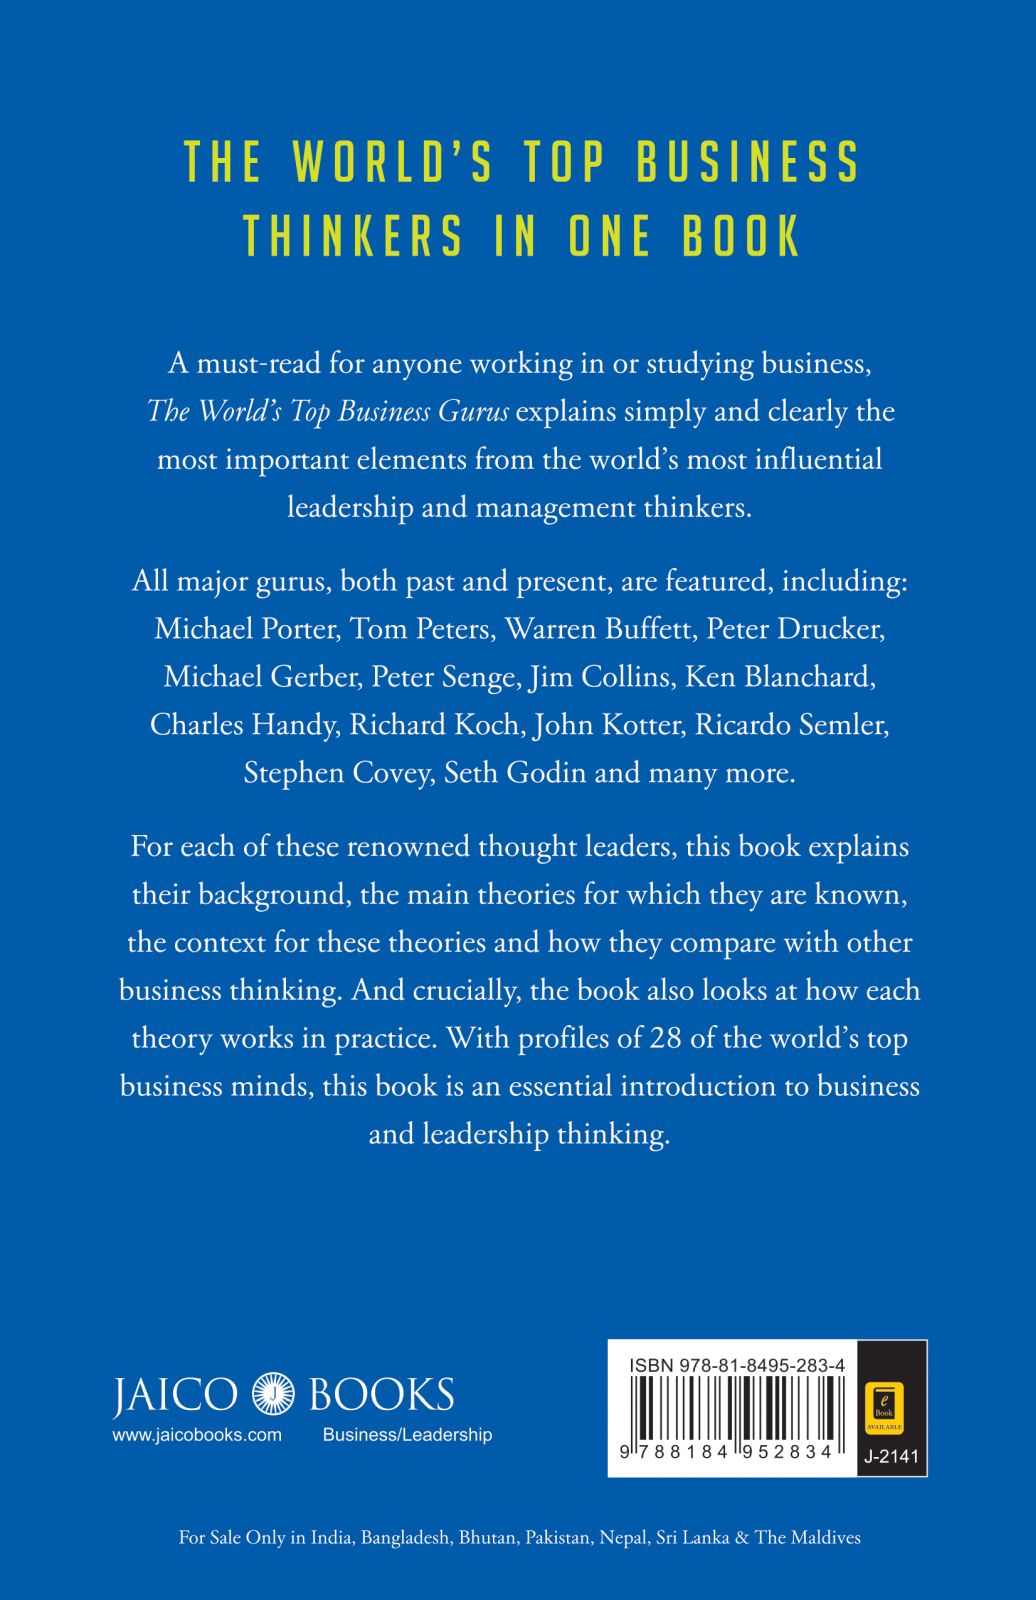 THE WORLD'S TOP BUSINESS
THINKERS IN ONE BOOK
A must-read for anyone working in or studying business,
The World's Top Business Gurus explains simply and clearly the
most important elements from the world's most influential
leadership and management thinkers.
All major gurus, both past and present, are featured, including:
Michael Porter, Tom Peters, Warren Buffett, Peter Drucker,
Michael Gerber, Peter Senge, Jim Collins, Ken Blanchard,
Charles Handy, Richard Koch, John Kotter, Ricardo Semler,
Stephen Covey, Seth Godin and many more.
For each of these renowned thought leaders, this book explains
their background, the main theories for which they are known,
the context for these theories and how they compare with other
business thinking. And crucially, the book also looks at how each
theory works in practice. With profiles of 28 of the world's top
business minds, this book is an essential introduction to business
and leadership thinking.
JAICO J BOOKS
www.jaicobooks.com Business/Leadership
ISBN 978-81-8495-283-4
9 788184 952834
e
Book
AVAILABLE
J-2141
For Sale Only in India, Bangladesh, Bhutan, Pakistan, Nepal, Sri Lanka & The Maldives